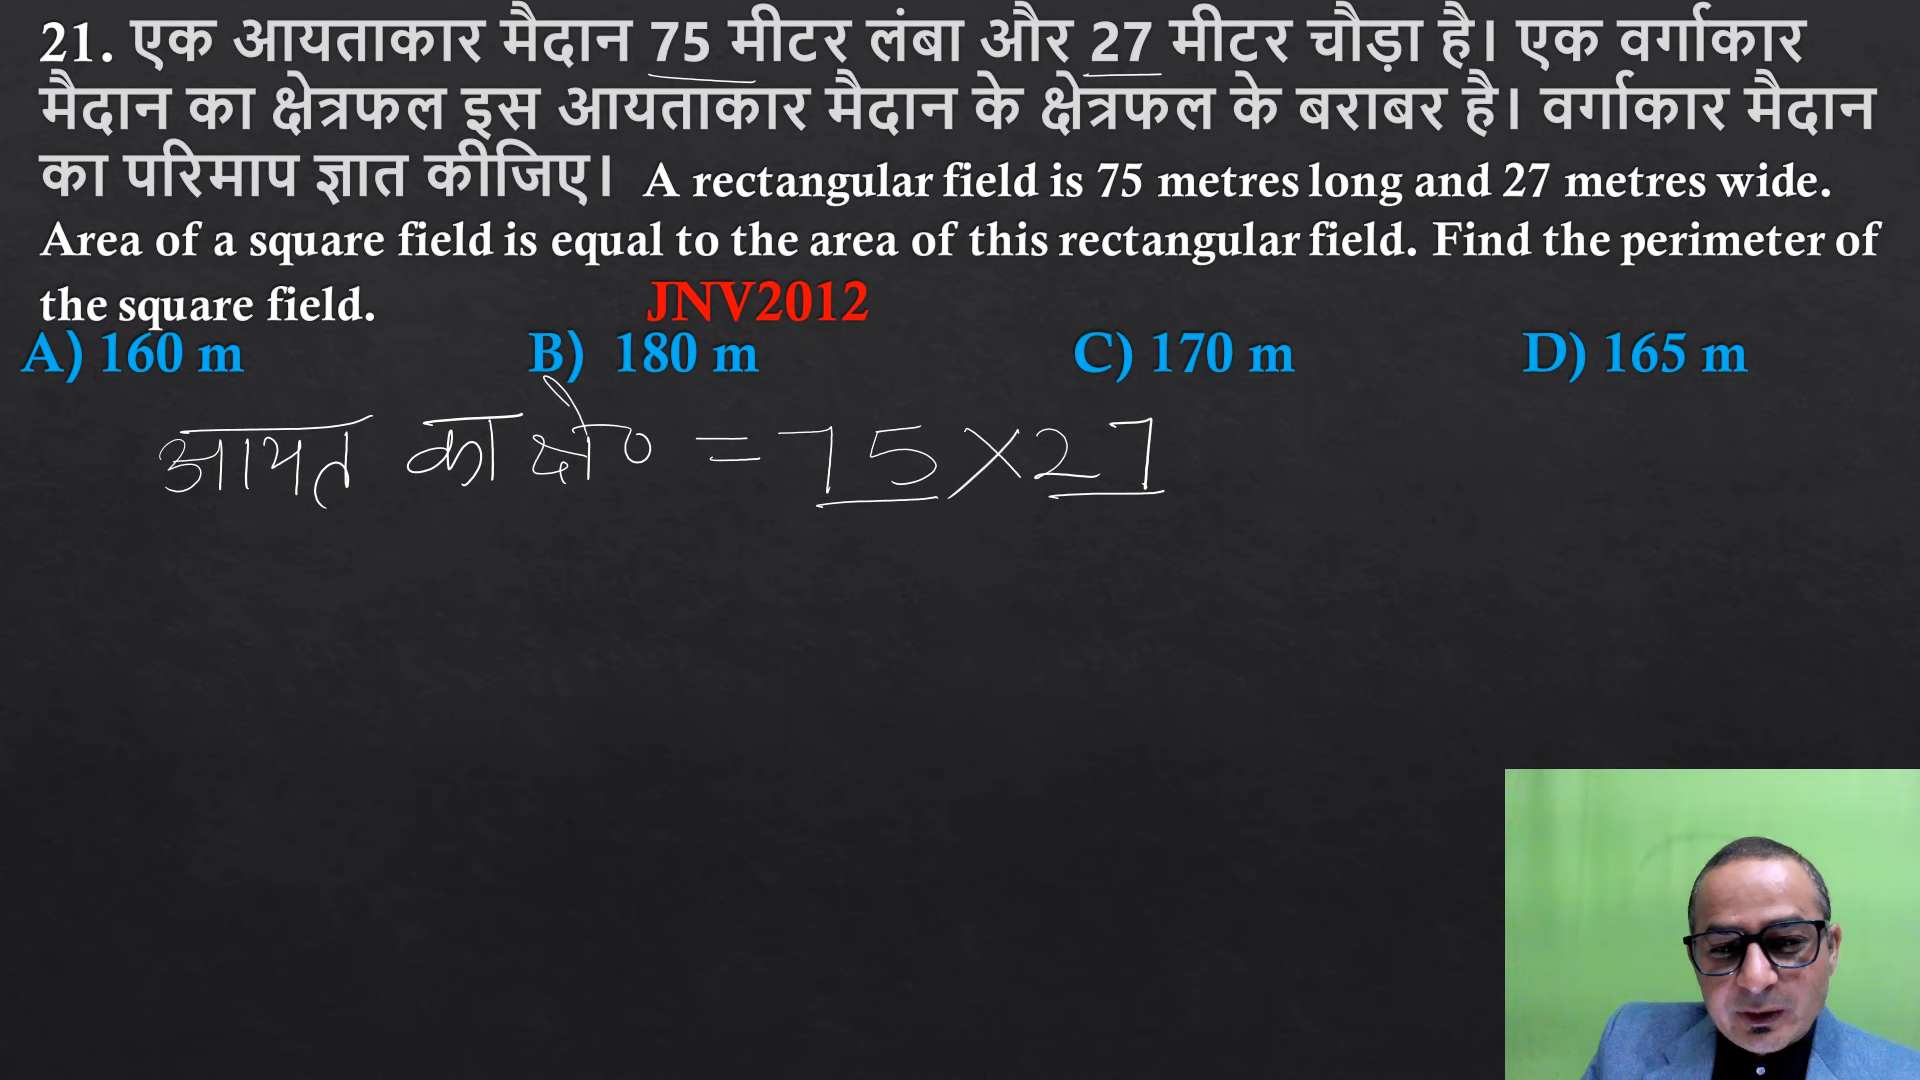 21. एक आयताकार मैदान 75 मीटर लंबा और 27 मीटर चौड़ा है। एक वर्गाकार
मैदान का क्षेत्रफल इस आयताकार मैदान के क्षेत्रफल के बराबर है। वर्गाकार मैदान
का परिमाप ज्ञात कीजिए। A rectangular field is 75 metres long and 27 metres wide.
Area of a square field is equal to the area of this rectangular field. Find the perimeter of
the square field. JNV2012
A) 160 m B) 180 m C) 170 m D) 165 m
आयत का क्षे० = 75 × 27